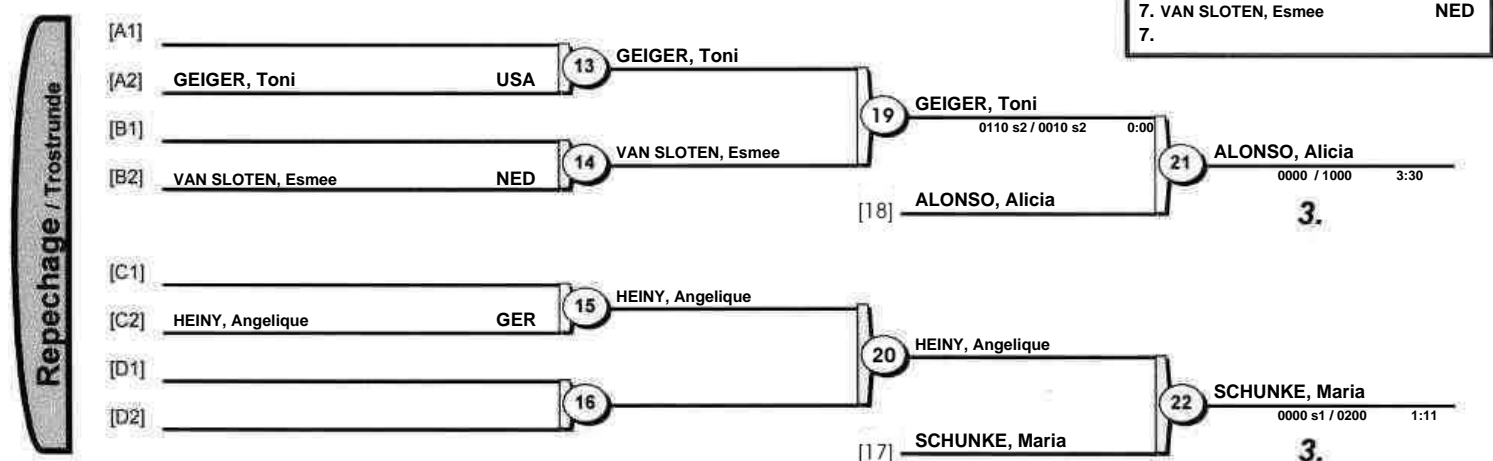 7. VAN SLOTEN, Esmee NED
7.
Repechage / Trostrunde
[A1]
[A2] GEIGER, Toni USA
13
GEIGER, Toni
[B1]
[B2] VAN SLOTEN, Esmee NED
14
VAN SLOTEN, Esmee
19
GEIGER, Toni
0110 s2 / 0010 s2 0:00
[18] ALONSO, Alicia
21
ALONSO, Alicia
0000 / 1000 3:30
3.
[C1]
[C2] HEINY, Angelique GER
15
HEINY, Angelique
[D1]
[D2]
16
20
HEINY, Angelique
[17] SCHUNKE, Maria
22
SCHUNKE, Maria
0000 s1 / 0200 1:11
3.